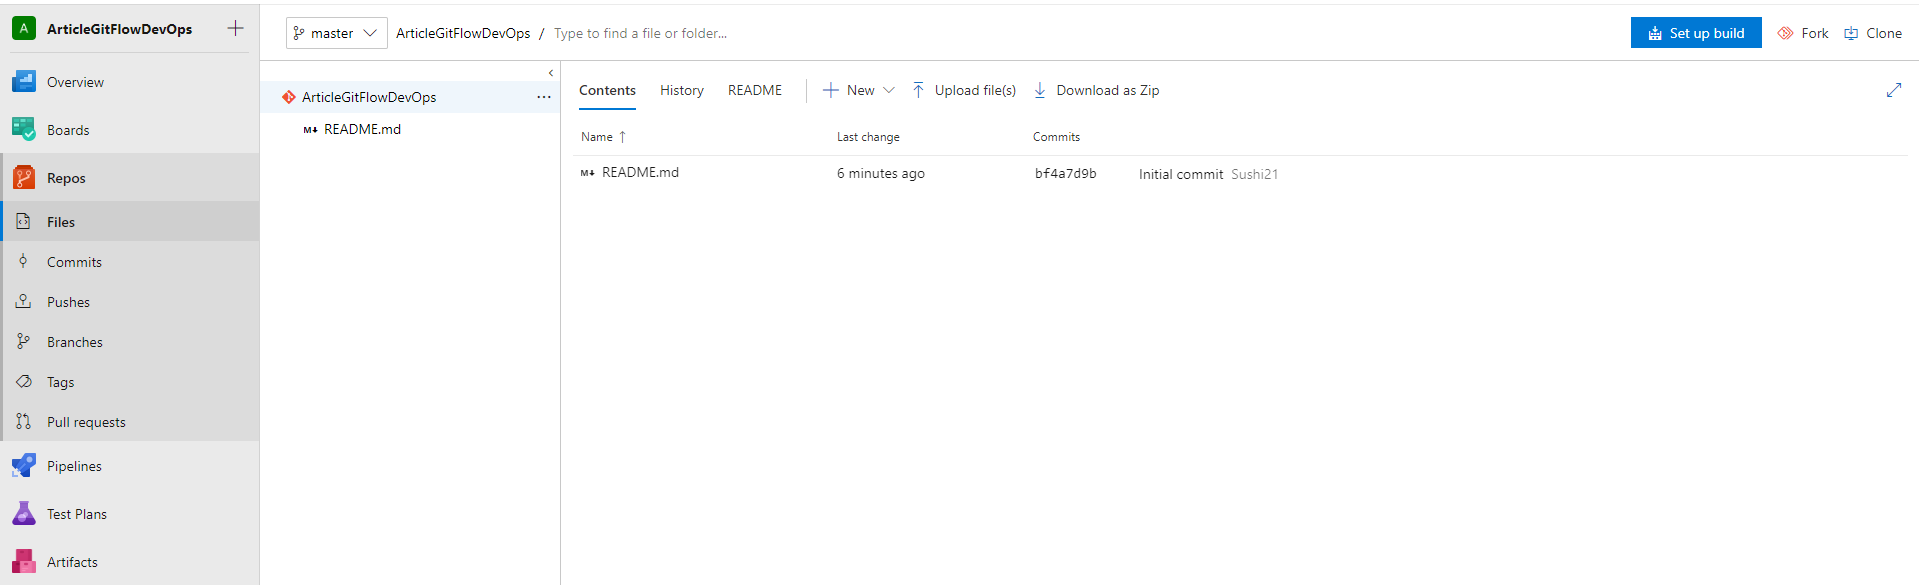 A ArticleGitFlowDevOps
Overview
Boards
Repos
Files
Commits
Pushes
Branches
Tags
Pull requests
Pipelines
Test Plans
Artifacts
master ArticleGitFlowDevOps / Type to find a file or folder...
Set up build Fork Clone
ArticleGitFlowDevOps ...
M↓ README.md
Contents History README New Upload file(s) Download as Zip
Name ↑ Last change Commits
M↓ README.md 6 minutes ago bf4a7d9b Initial commit Sushi21